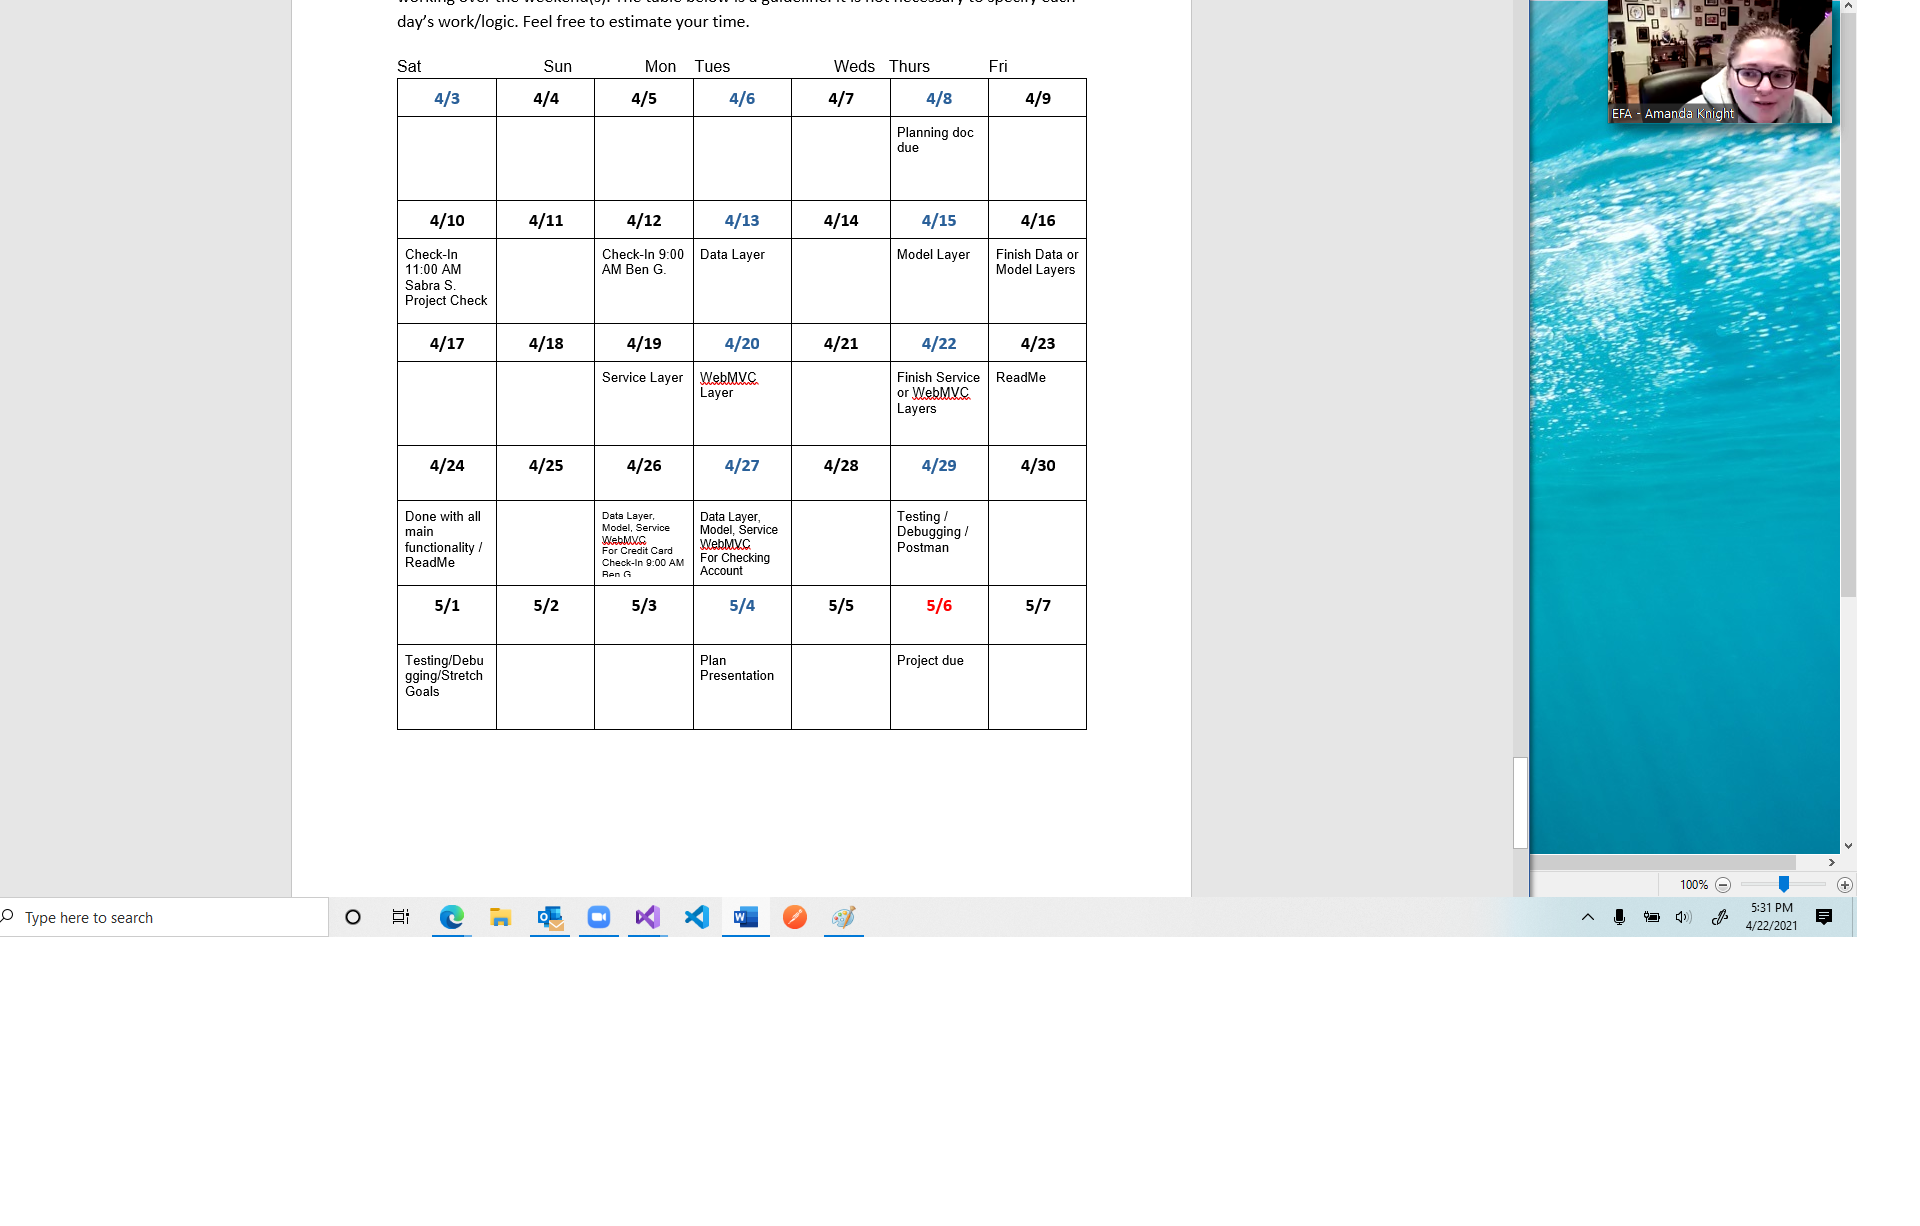 day's work/logic. Feel free to estimate your time.
Sat Sun Mon Tues Weds Thurs Fri
4/3 4/4 4/5 4/6 4/7 4/8 4/9
Planning doc
due
4/10 4/11 4/12 4/13 4/14 4/15 4/16
Check-In
11:00 AM
Sabra S.
Project Check
Check-In 9:00
AM Ben G.
Data Layer
Model Layer
Finish Data or
Model Layers
4/17 4/18 4/19 4/20 4/21 4/22 4/23
Service Layer
WebMVC
Layer
Finish Service
or WebMVC
Layers
ReadMe
4/24 4/25 4/26 4/27 4/28 4/29 4/30
Done with all
main
functionality /
ReadMe
Data Layer,
Model, Service
WebMVC
For Credit Card
Check-In 9:00 AM
Ben G
Data Layer,
Model, Service
WebMVC
For Checking
Account
Testing /
Debugging /
Postman
5/1 5/2 5/3 5/4 5/5 5/6 5/7
Testing/Debu
gging/Stretch
Goals
Plan
Presentation
Project due
EFA - Amanda Knight
100%
Type here to search
5:31 PM
4/22/2021